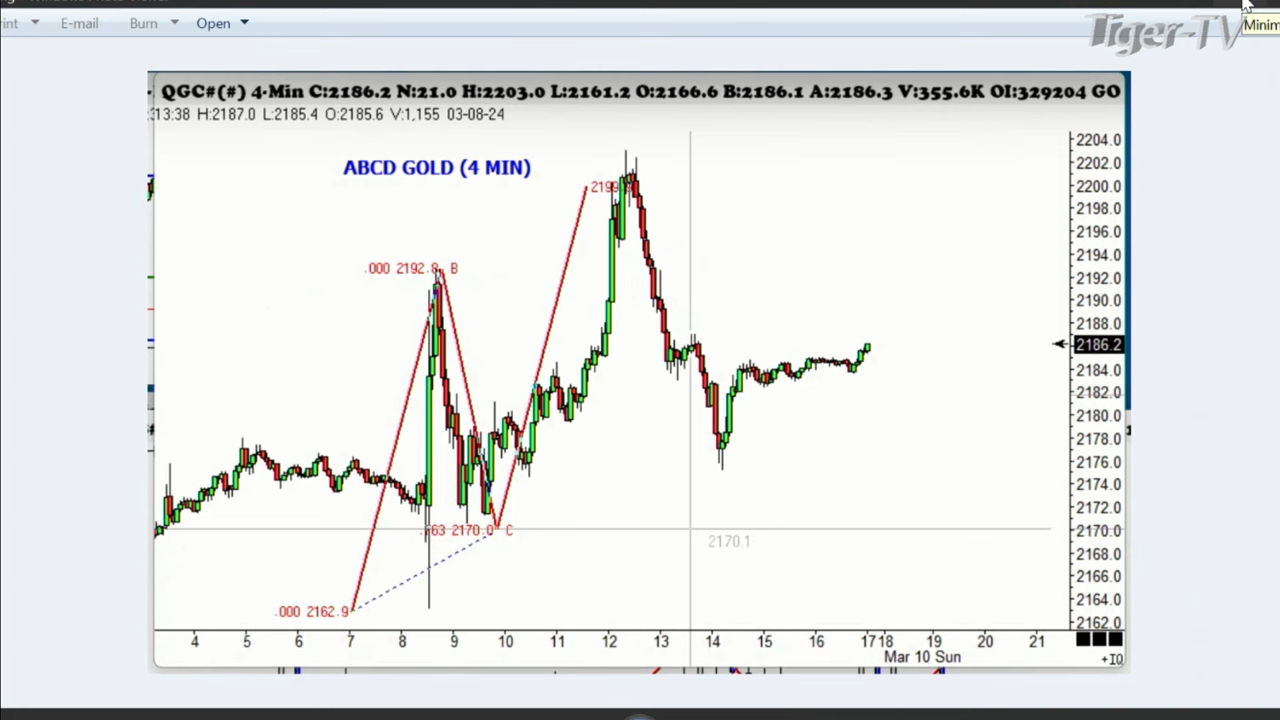 E-mail
Burn
Open
Tiger-TV
QGC#(#) 4-Min C:2186.2 N:21.0 H:2203.0 L:2161.2 O:2166.6 B:2186.1 A:2186.3 V:355.6K OI:329204 GO
:13:38 H:2187.0 L:2185.4 O:2185.6 V:1,155 03-08-24
ABCD GOLD (4 MIN)
2204.0
2202.0
2200.0
2198.0
2196.0
2194.0
2192.0
2190.0
2188.0
2186.2
2184.0
2182.0
2180.0
2178.0
2176.0
2174.0
2172.0
2170.0
2168.0
2166.0
2164.0
2162.0
.000 2192.8 B
2170.0 C
2170.1
.000 2162.9
4 5 6 7 8 9 10 11 12 13 14 15 16 17 18 19 20 21
Mar 10 Sun
+IQ